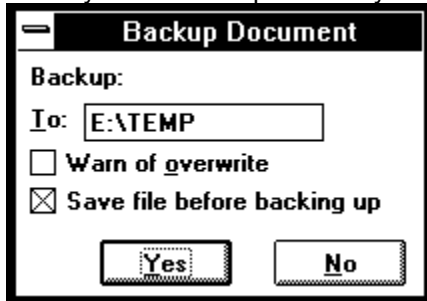 Backup Document
Backup:
To: E:\TEMP
Warn of overwrite
Save file before backing up
Yes No